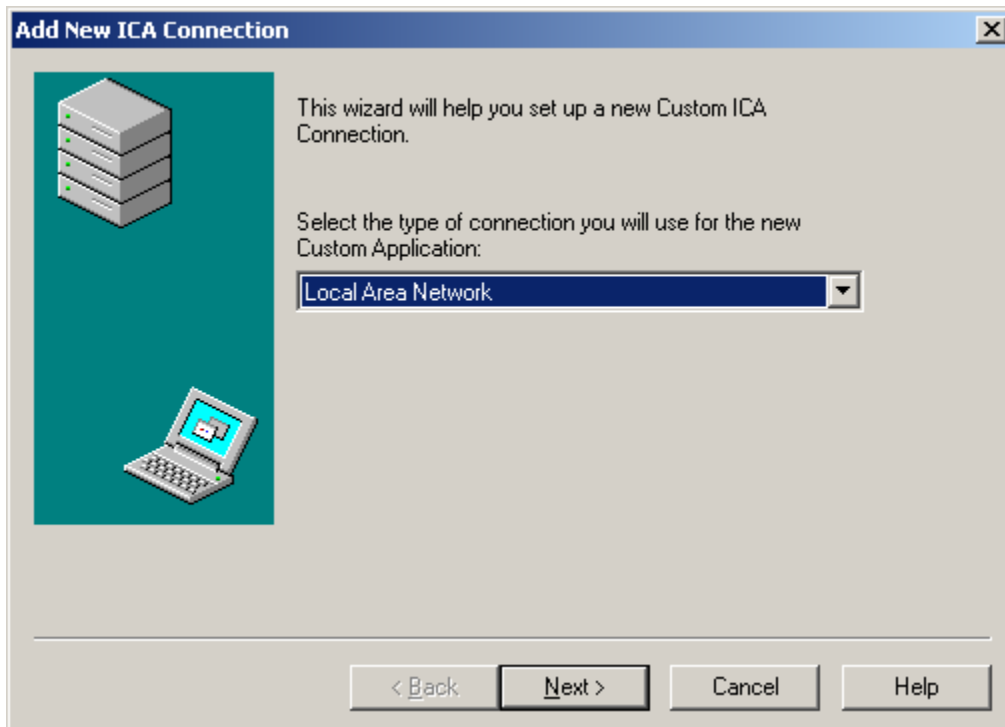 Add New ICA Connection
This wizard will help you set up a new Custom ICA
Connection.
Select the type of connection you will use for the new
Custom Application:
Local Area Network
< Back
Next >
Cancel
Help